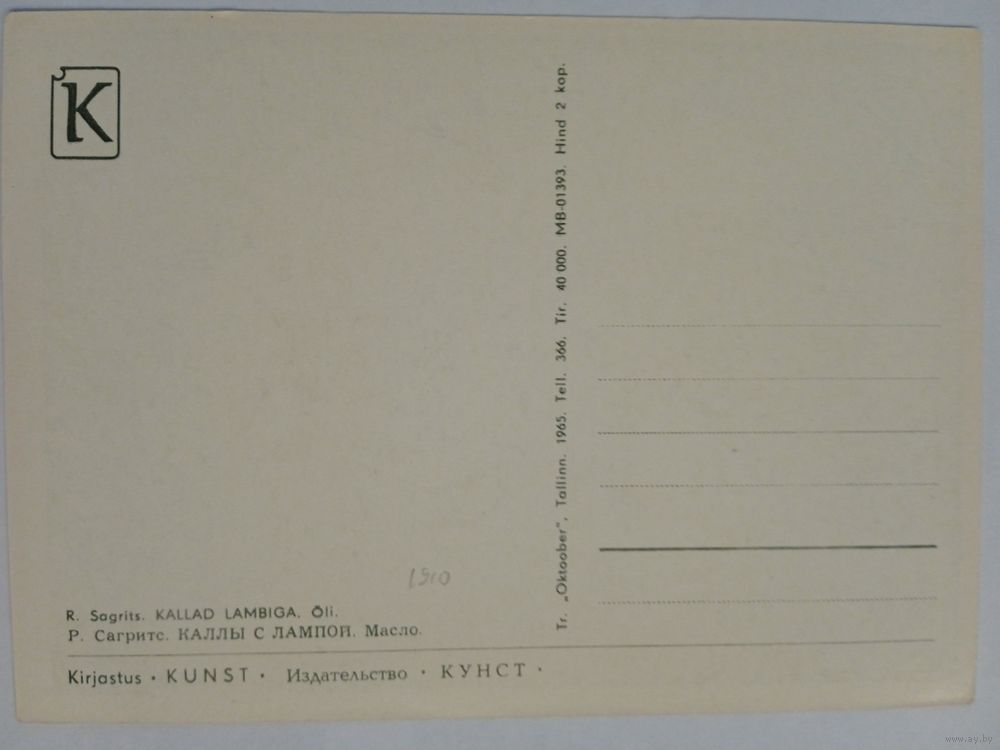 K
R. Sagrits. KALLAD LAMBIGA. Õli.
Р. Сагритс. КАЛЛЫ С ЛАМПОЙ. Масло.
Kirjastus · KUNST · Издательство · КУНСТ ·
Tr. „Oktoober", Tallinn. 1965. Tell. 366. Tir. 40 000. MB-01393. Hind 2 kop.
www.ay.by